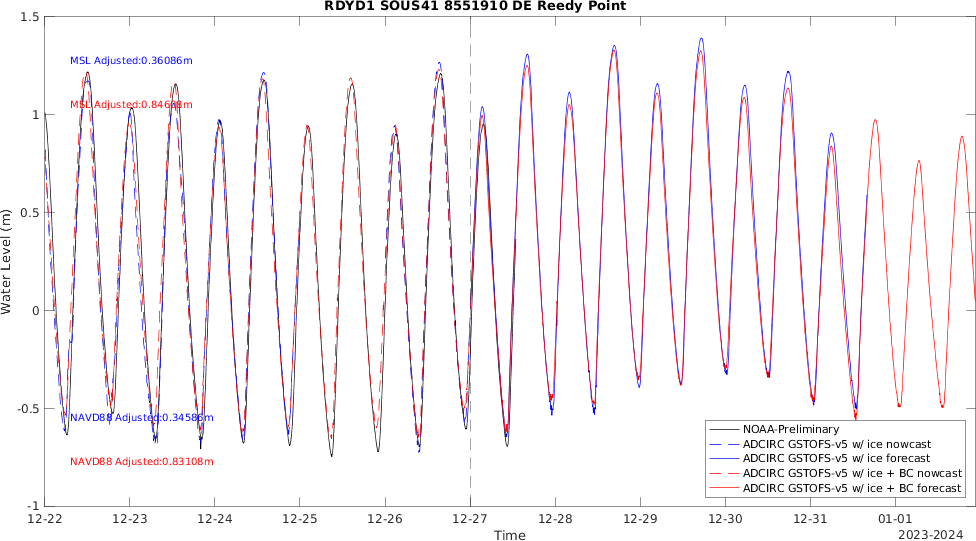 RDYD1 SOUS41 8551910 DE Reedy Point
1.5
1
0.5
0
-0.5
-1
Water Level (m)
MSL Adjusted:0.36086m
MSL Adjusted:
NAVD88 Adjusted:0.34586m
NAVD88 Adjusted:0.83108m
NOAA-Preliminary
ADCIRC GSTOFS-v5 w/ ice nowcast
ADCIRC GSTOFS-v5 w/ ice forecast
ADCIRC GSTOFS-v5 w/ ice + BC nowcast
ADCIRC GSTOFS-v5 w/ ice + BC forecast
12-22 12-23 12-24 12-25 12-26 12-27 12-28 12-29 12-30 12-31 01-01
Time
2023-2024